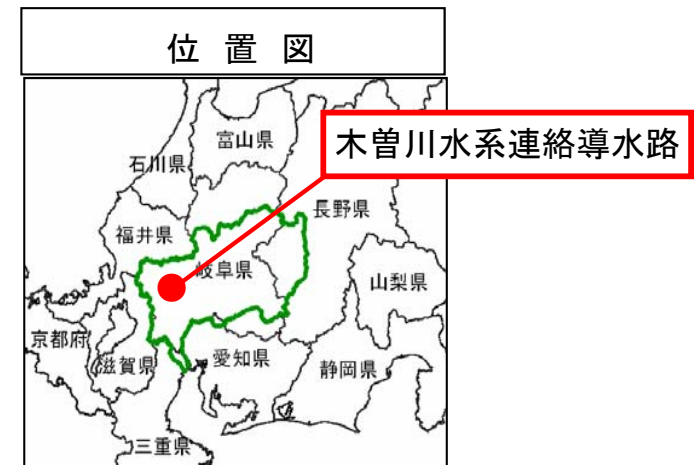 位置図
木曽川水系連絡導水路
富山県
石川県
長野県
福井県
岐阜県
山梨県
京都府
滋賀県
愛知県
静岡県
三重県